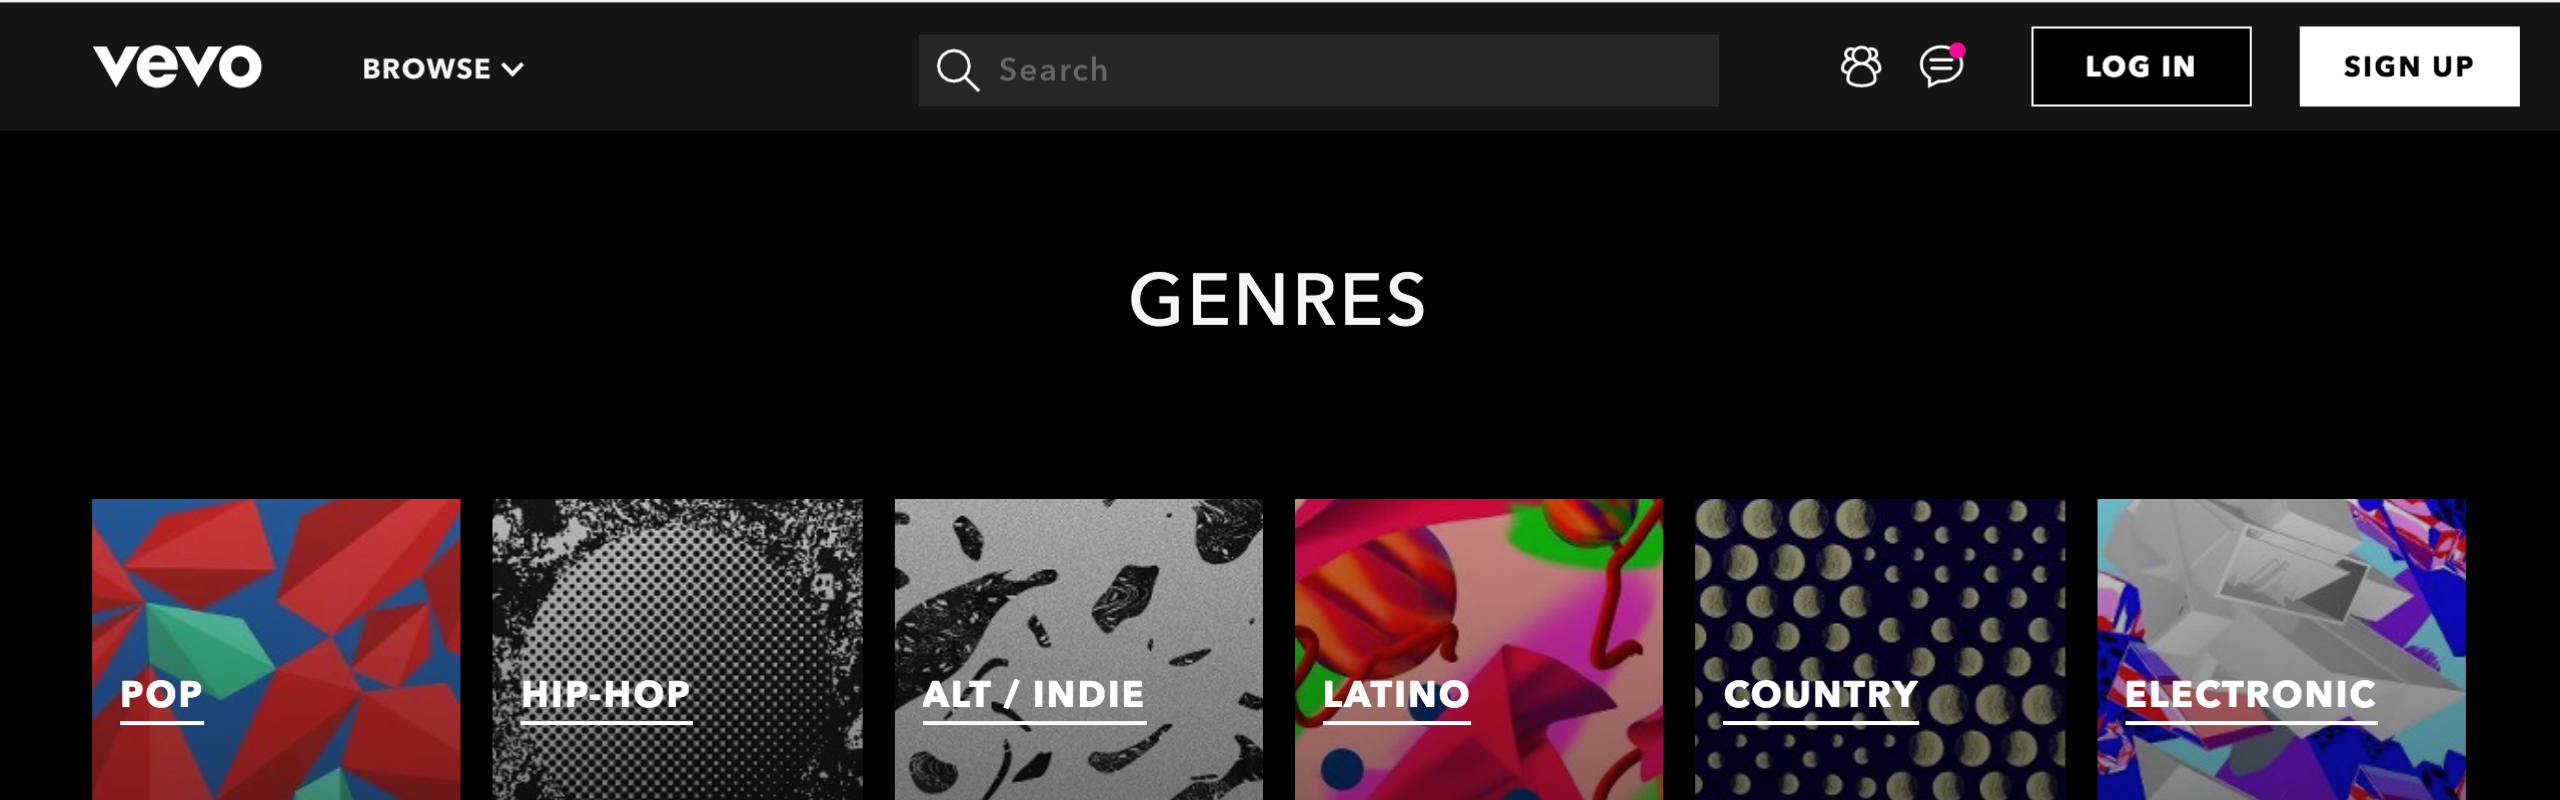 vevo
BROWSE
Search
LOG IN
SIGN UP
GENRES
POP
HIP-HOP
ALT / INDIE
LATINO
COUNTRY
ELECTRONIC